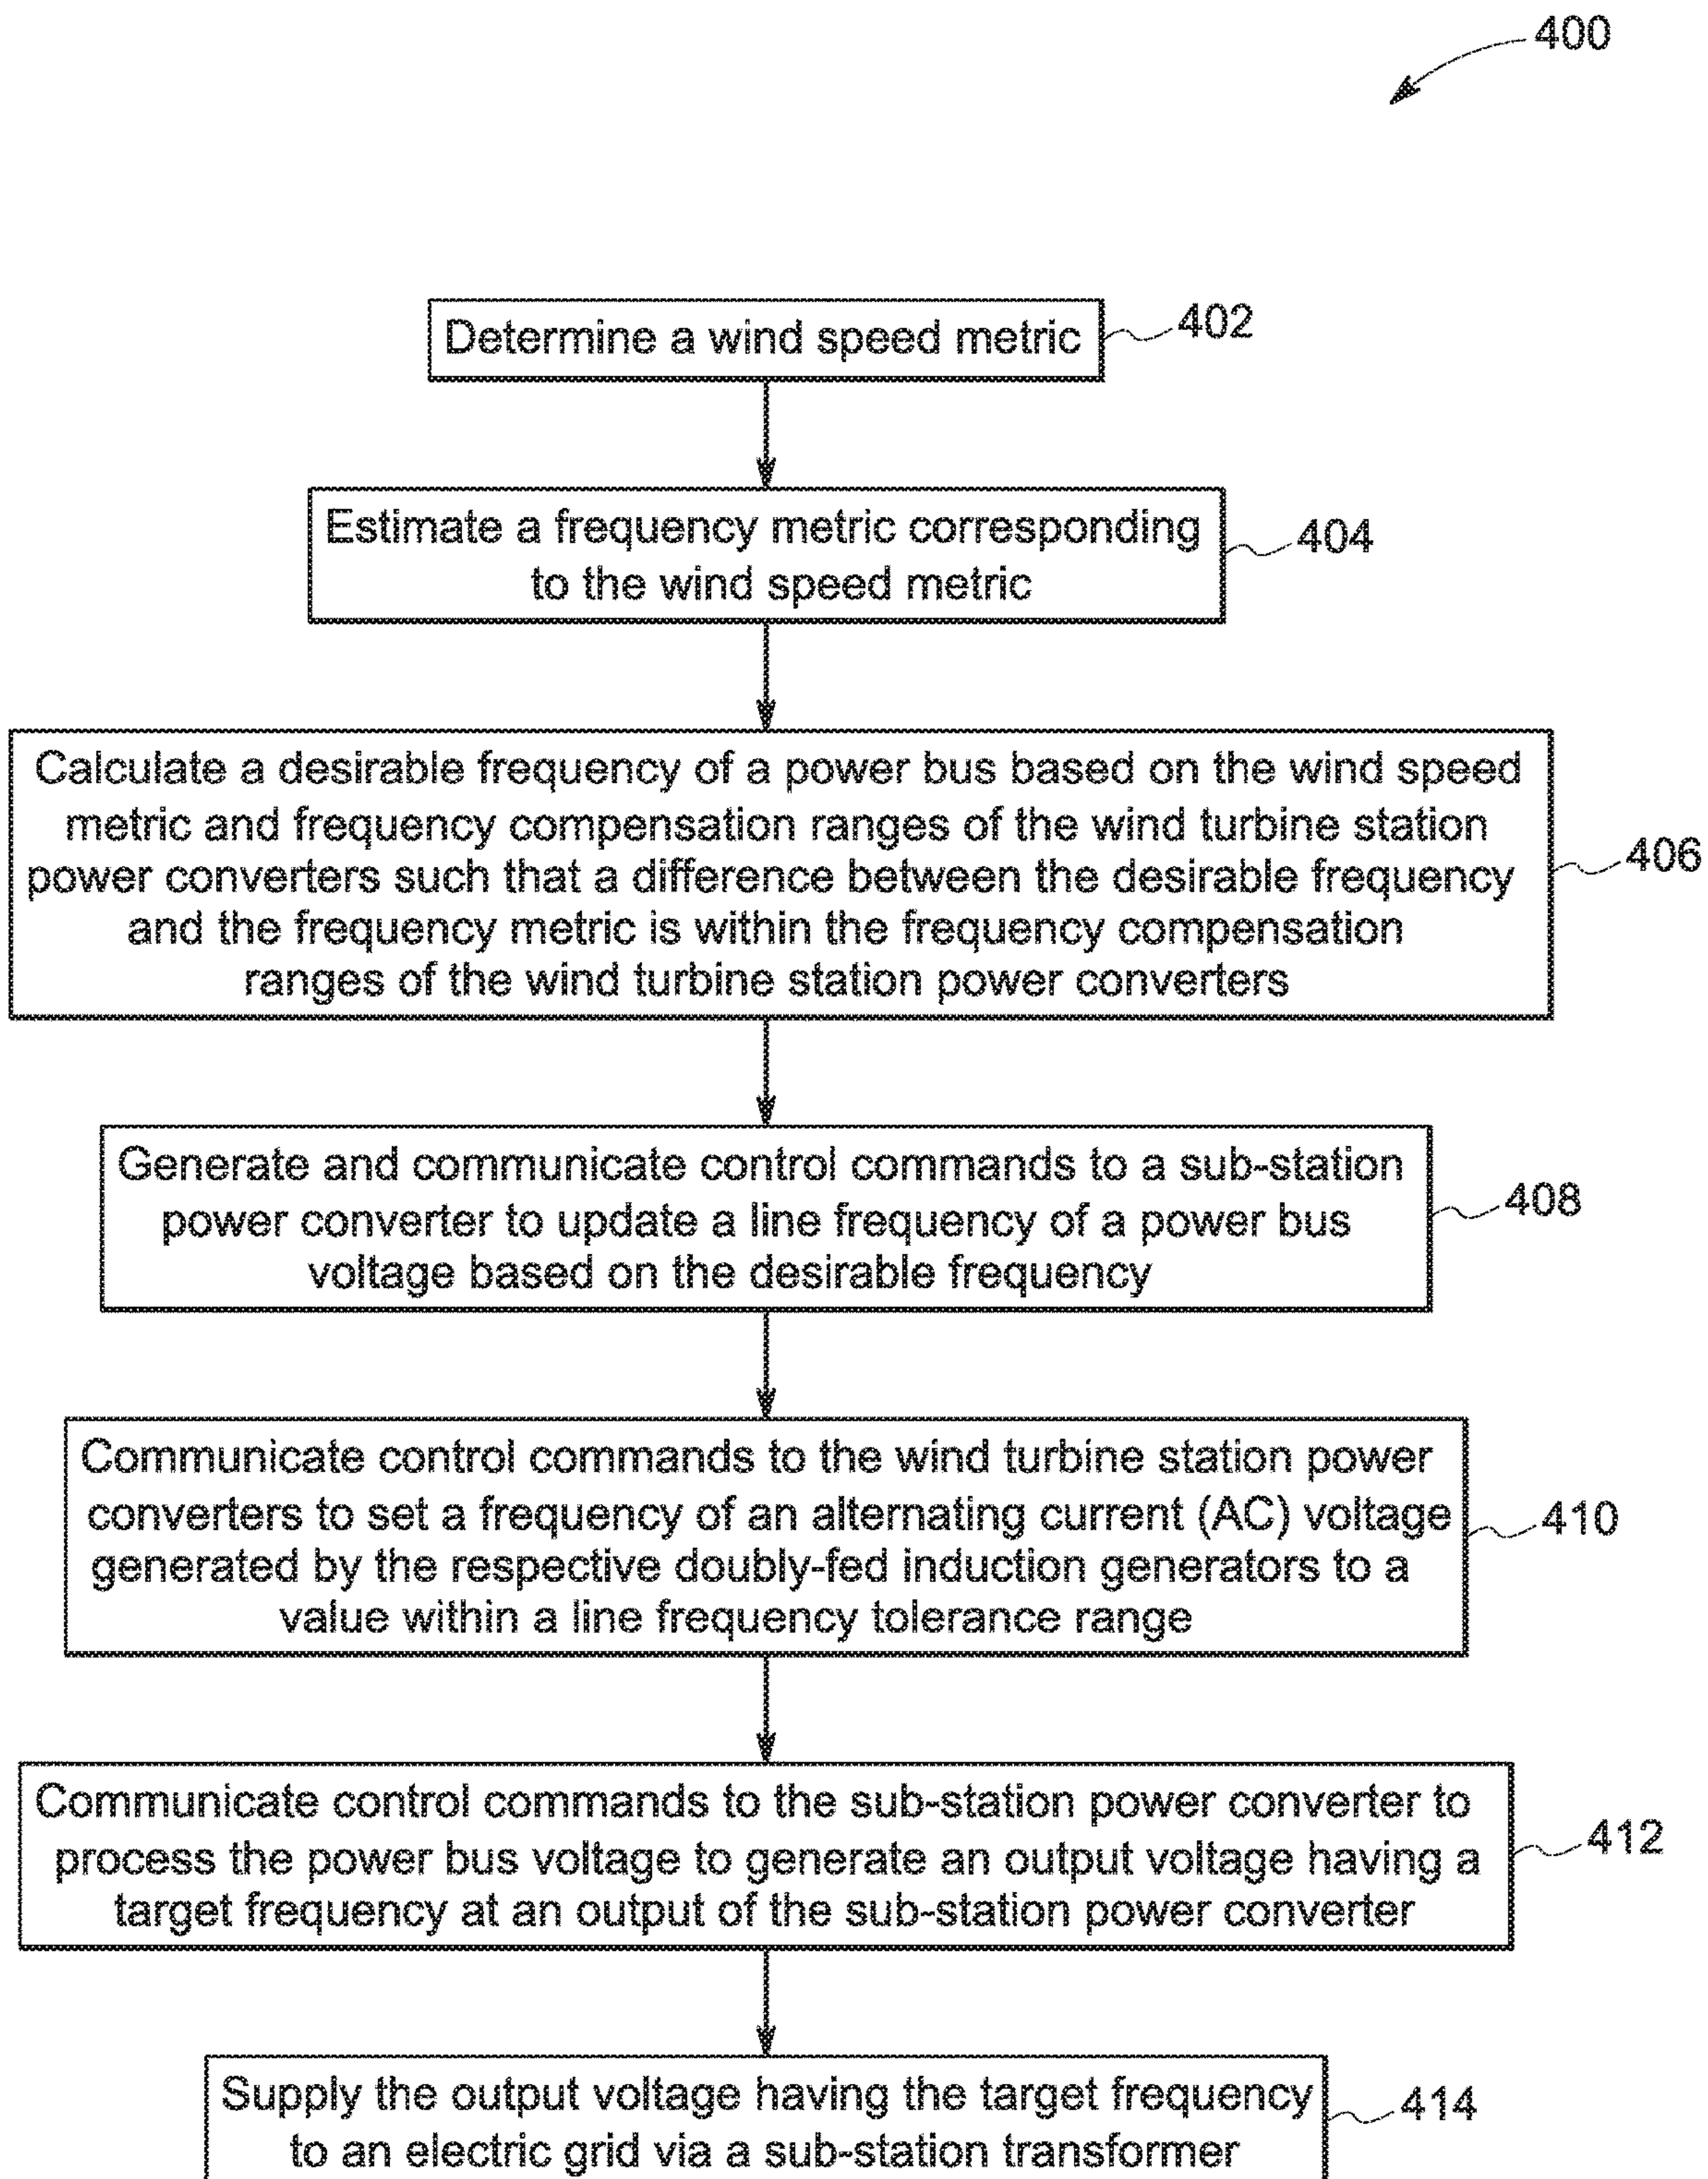 400
Determine a wind speed metric
402
Estimate a frequency metric corresponding
to the wind speed metric
404
Calculate a desirable frequency of a power bus based on the wind speed
metric and frequency compensation ranges of the wind turbine station
power converters such that a difference between the desirable frequency
and the frequency metric is within the frequency compensation
ranges of the wind turbine station power converters
406
Generate and communicate control commands to a sub-station
power converter to update a line frequency of a power bus
voltage based on the desirable frequency
408
Communicate control commands to the wind turbine station power
converters to set a frequency of an alternating current (AC) voltage
generated by the respective doubly-fed induction generators to a
value within a line frequency tolerance range
410
Communicate control commands to the sub-station power converter to
process the power bus voltage to generate an output voltage having a
target frequency at an output of the sub-station power converter
412
Supply the output voltage having the target frequency
to an electric grid via a sub-station transformer
414